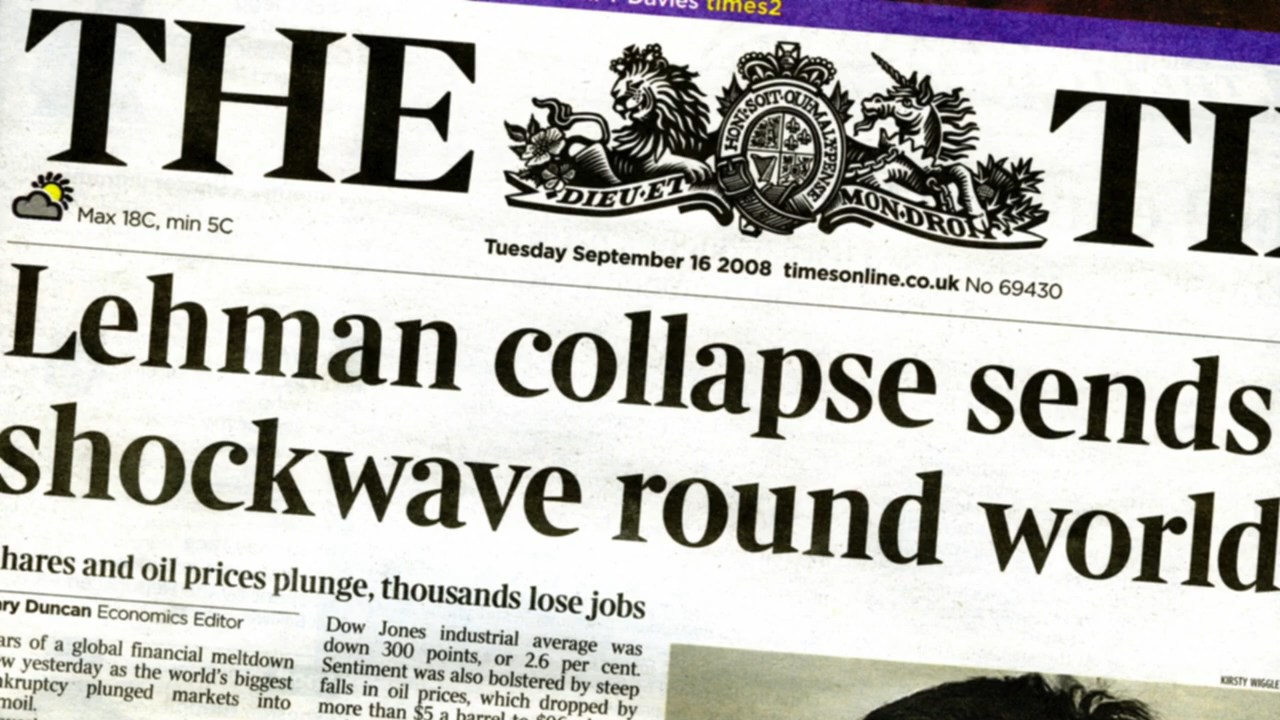 Davies times2
THE TI
HONI·SOIT·QUI·MAL·Y·PENSE
DIEU·ET MON·DROIT
Max 18C, min 5C
Tuesday September 16 2008 timesonline.co.uk No 69430
Lehman collapse sends
shockwave round world
hares and oil prices plunge, thousands lose jobs
ry Duncan Economics Editor
ars of a global financial meltdown
w yesterday as the world's biggest
kruptcy plunged markets into
moil.
Dow Jones industrial average was
down 300 points, or 2.6 per cent.
Sentiment was also bolstered by steep
falls in oil prices, which dropped by
more than $5 a barrel to
KIRSTY WIGGLE